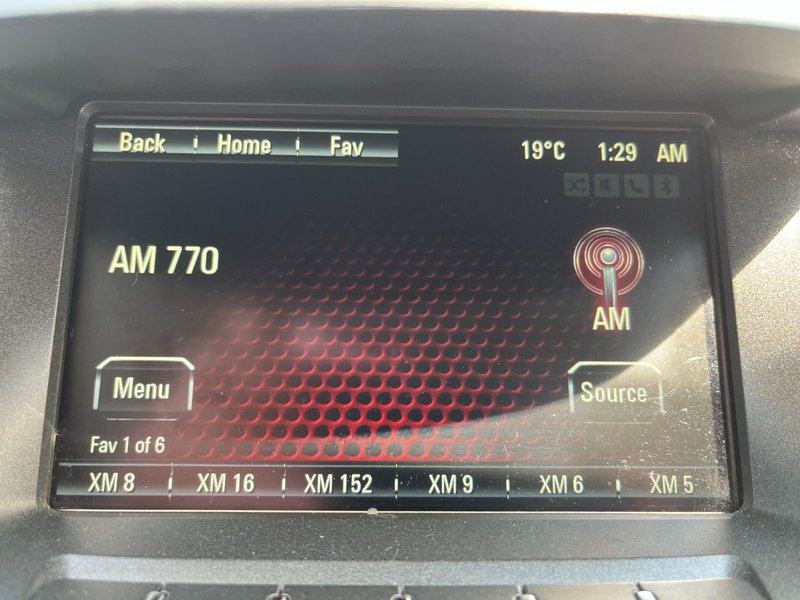 Back Home Fav 19°C 1:29 AM
AM 770
AM
Menu Source
Fav 1 of 6
XM 8 XM 16 XM 152 XM 9 XM 6 XM 5